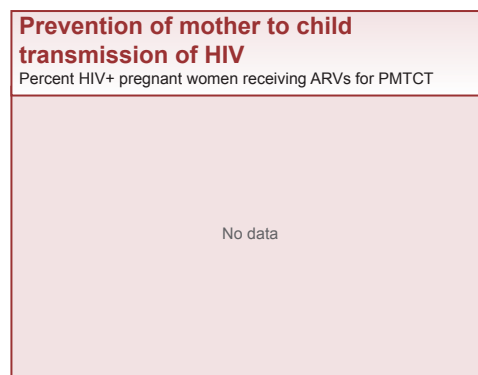 Prevention of mother to child
transmission of HIV
Percent HIV+ pregnant women receiving ARVs for PMTCT
No data